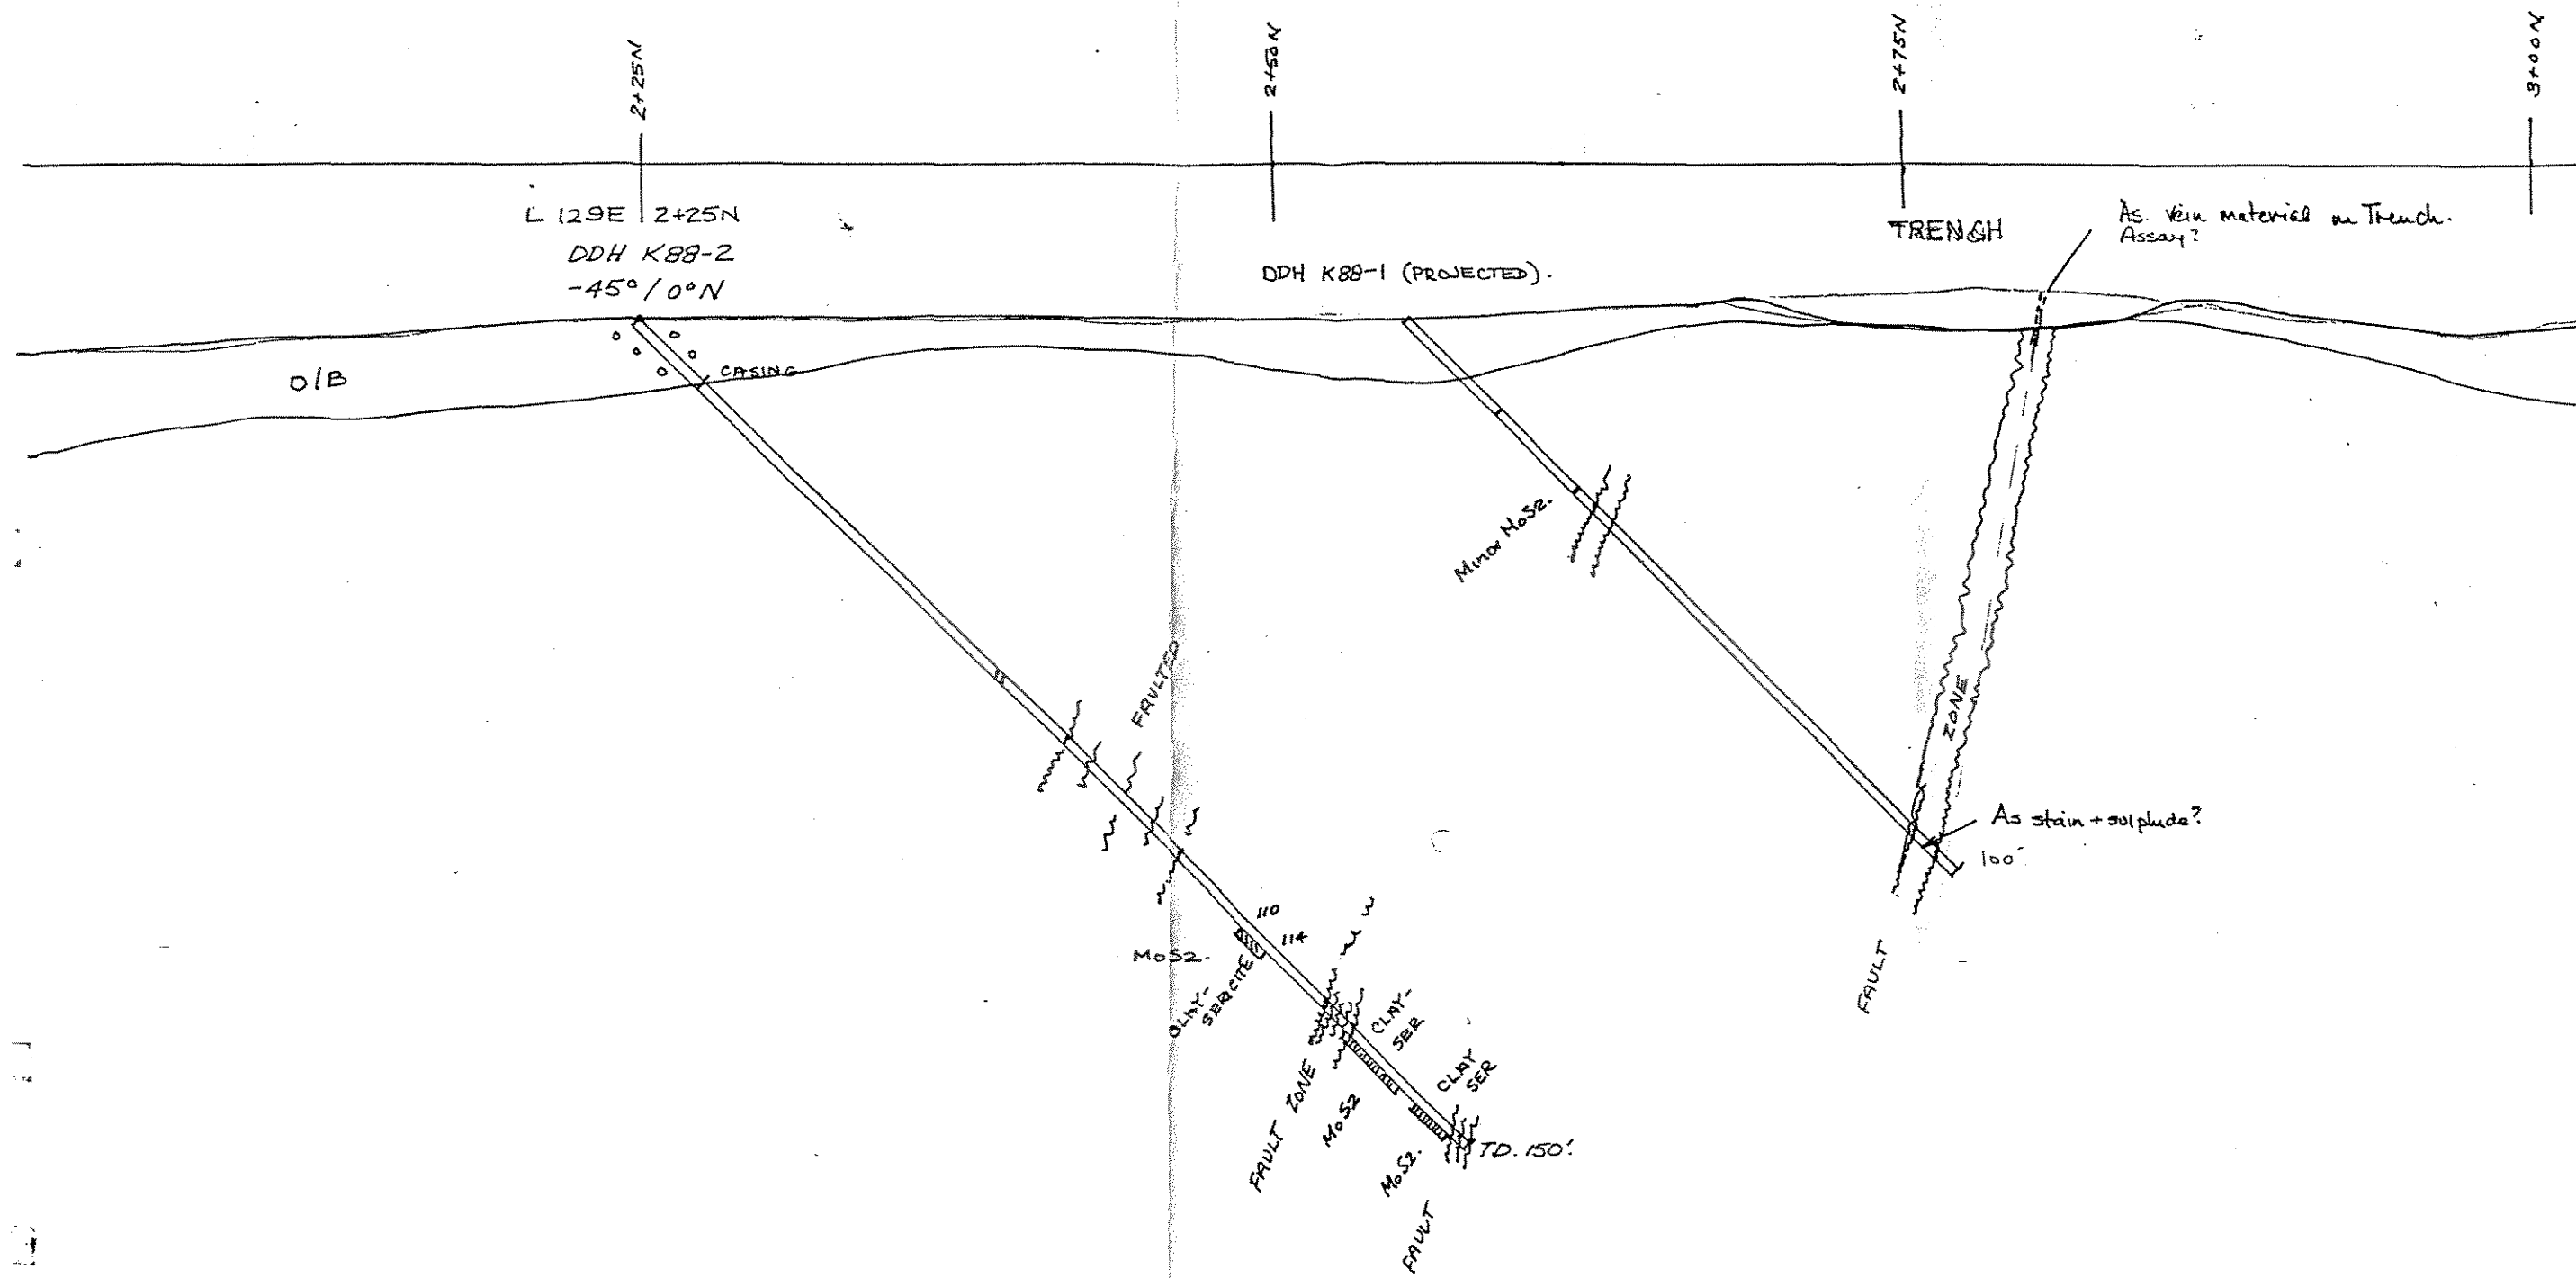 2+25N
2+50N
2+75N
3+00N
L 129E 2+25N
DDH K88-2
-45°/0°N
DDH K88-1 (PROJECTED).
TRENCH
As. Vein material in Trench.
Assay?
O/B
CASING
Minor MoS2.
FAULTED
ZONE
As stain + sulphide?
100'
FAULT
110
114
MoS2.
CLAY-
SERICITE
CLAY-
SER
CLAY
SER
FAULT ZONE
MoS2
MoS2.
TD. 150'.
FAULT